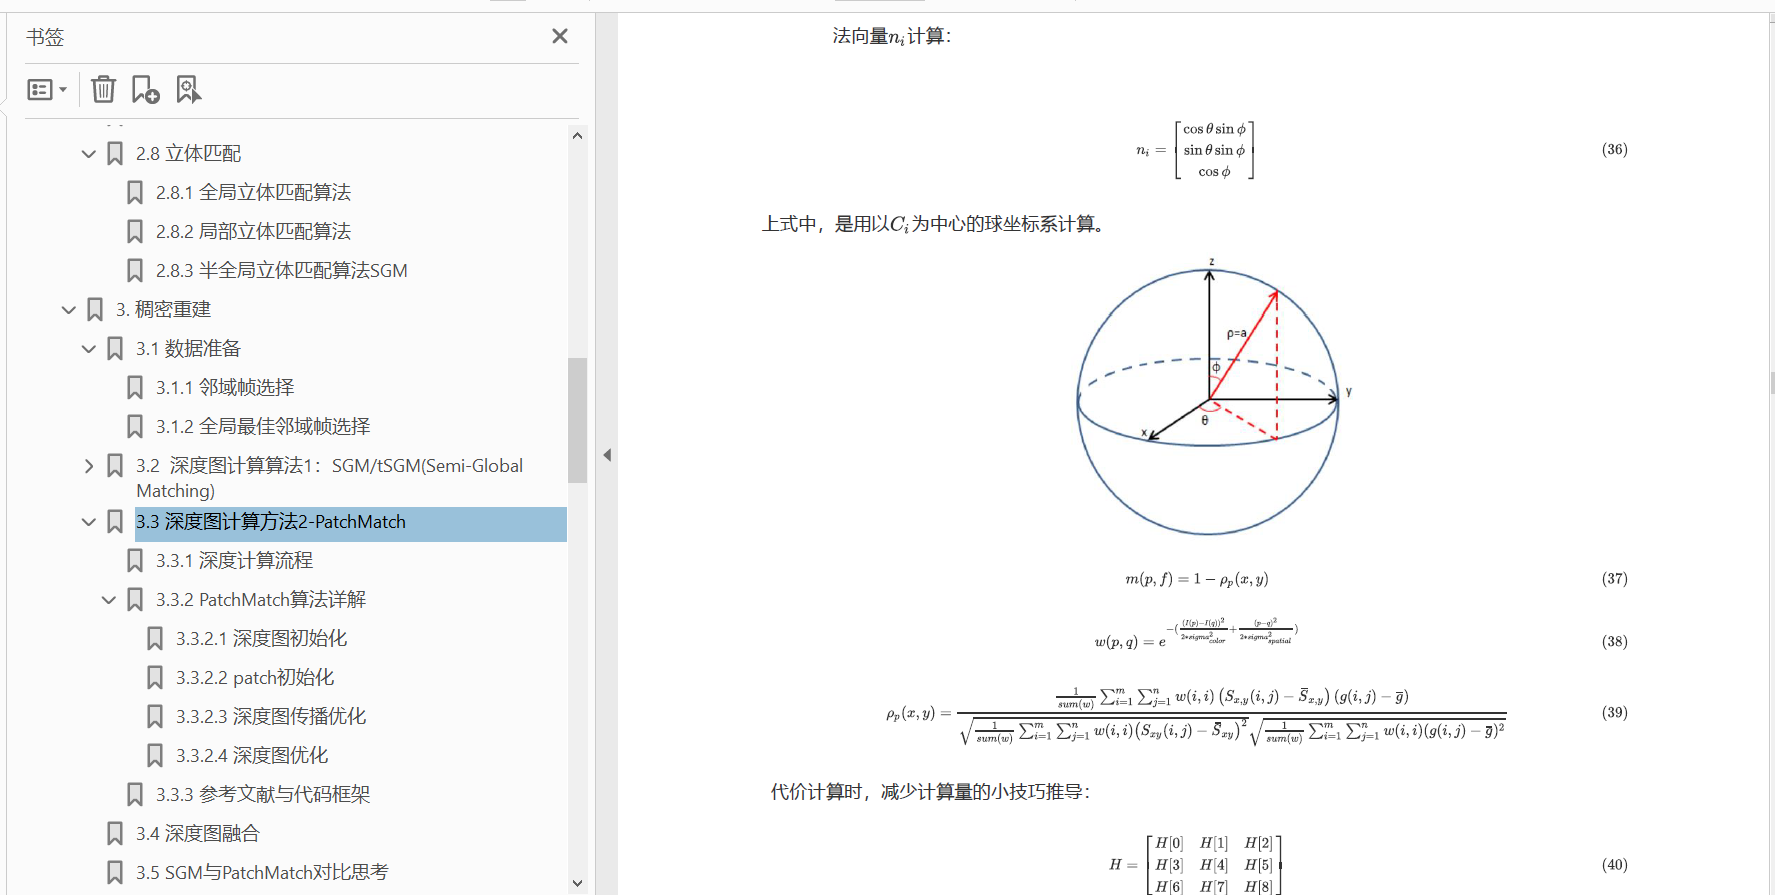 书签
2.8 立体匹配
2.8.1 全局立体匹配算法
2.8.2 局部立体匹配算法
2.8.3 半全局立体匹配算法SGM
3. 稠密重建
3.1 数据准备
3.1.1 邻域帧选择
3.1.2 全局最佳邻域帧选择
3.2 深度图计算算法1：SGM/tSGM(Semi-Global
Matching)
3.3 深度图计算方法2-PatchMatch
3.3.1 深度计算流程
3.3.2 PatchMatch算法详解
3.3.2.1 深度图初始化
3.3.2.2 patch初始化
3.3.2.3 深度图传播优化
3.3.2.4 深度图优化
3.3.3 参考文献与代码框架
3.4 深度图融合
3.5 SGM与PatchMatch对比思考
法向量$n_i$计算：
$n_i = \begin{bmatrix} \cos\theta \sin\phi \\ \sin\theta \sin\phi \\ \cos\phi \end{bmatrix}$ (36)
上式中，是用以$C_i$为中心的球坐标系计算。
z
ρ=a
ϕ
y
θ
x
$m(p, f) = 1 - \rho_p(x, y)$ (37)
$w(p, q) = e^{-(\frac{(I(p)-I(q))^2}{2*sigma_{color}^2}+\frac{(p-q)^2}{2*sigma_{spatial}^2})}$ (38)
$\rho_p(x, y) = \frac{\frac{1}{sum(w)} \sum_{i=1}^{m} \sum_{j=1}^{n} w(i,i) \left(S_{x,y}(i,j) - \bar{S}_{x,y}\right) (g(i,j) - \bar{g})}{\sqrt{\frac{1}{sum(w)} \sum_{i=1}^{m} \sum_{j=1}^{n} w(i,i) \left(S_{xy}(i,j) - \bar{S}_{xy}\right)^2} \sqrt{\frac{1}{sum(w)} \sum_{i=1}^{m} \sum_{j=1}^{n} w(i,i) (g(i,j) - \bar{g})^2}}$ (39)
代价计算时，减少计算量的小技巧推导：
$H = \begin{bmatrix} H[0] & H[1] & H[2] \\ H[3] & H[4] & H[5] \\ H[6] & H[7] & H[8] \end{bmatrix}$ (40)